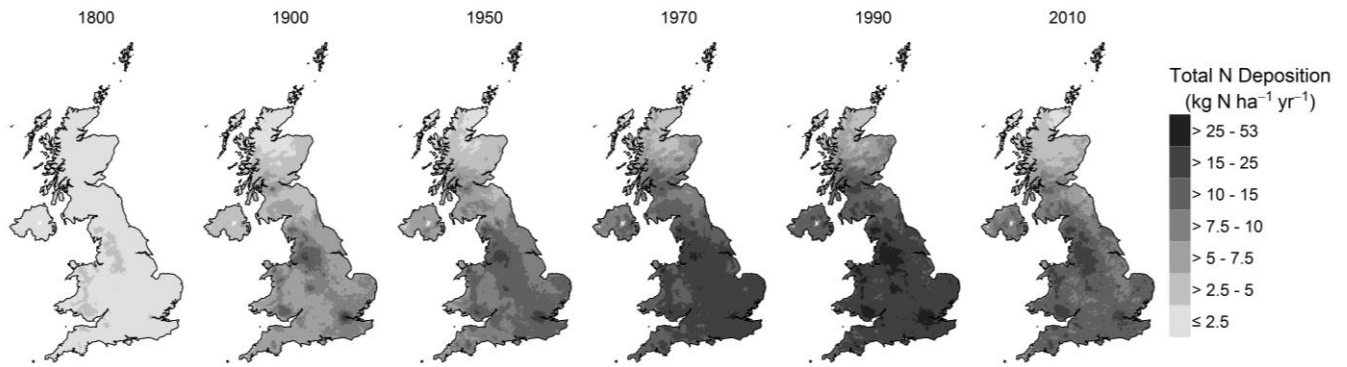 1800 1900 1950 1970 1990 2010
Total N Deposition
(kg N ha⁻¹ yr⁻¹)
> 25 - 53
> 15 - 25
> 10 - 15
> 7.5 - 10
> 5 - 7.5
> 2.5 - 5
≤ 2.5